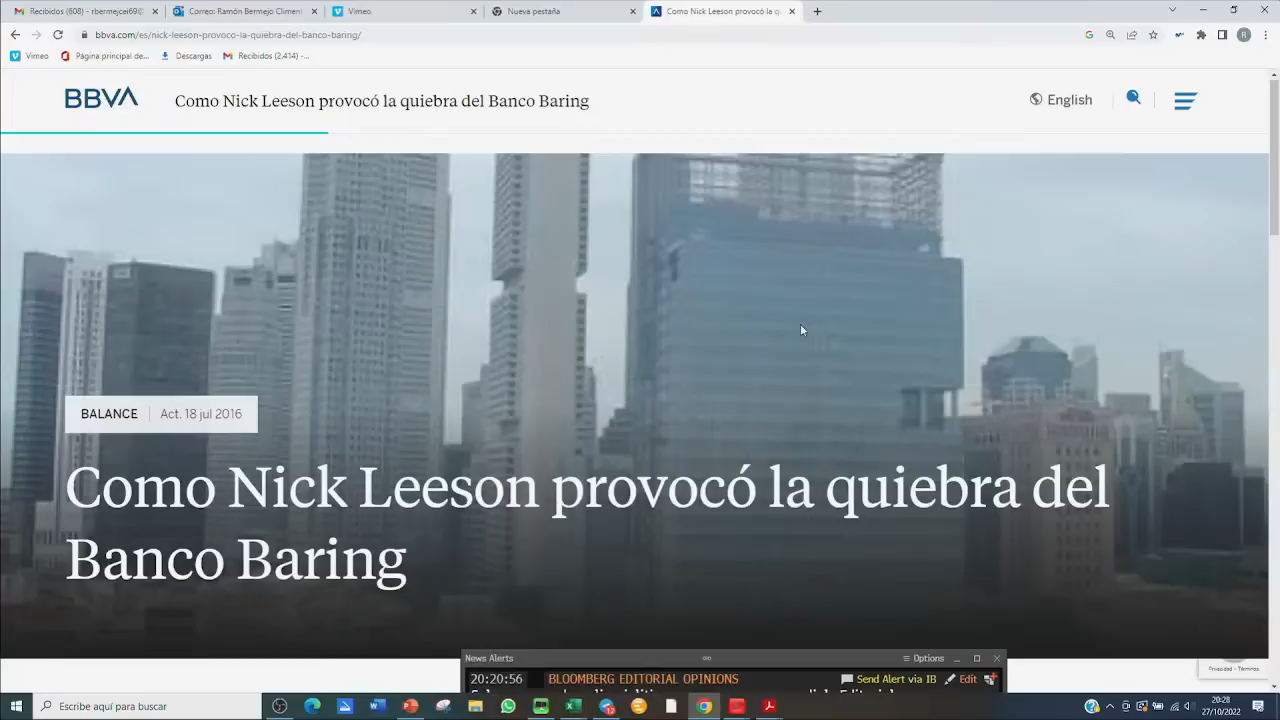 Recibidos (608) - rbermejcei69@
Correo: Ramón Bermejo Climent
Vimeo
Nueva pestaña
Como Nick Leeson provocó la q
bbva.com/es/nick-leeson-provoco-la-quiebra-del-banco-baring/
R
Vimeo
Página principal de...
Descargas
Recibidos (2.414) -...
BBVA
Como Nick Leeson provocó la quiebra del Banco Baring
English
BALANCE
Act. 18 jul 2016
Como Nick Leeson provocó la quiebra del
Banco Baring
News Alerts
Options
20:20:56
BLOOMBERG EDITORIAL OPINIONS
Send Alert via IB
Edit
Privacidad - Términos
Escribe aquí para buscar
20:28
27/10/2022